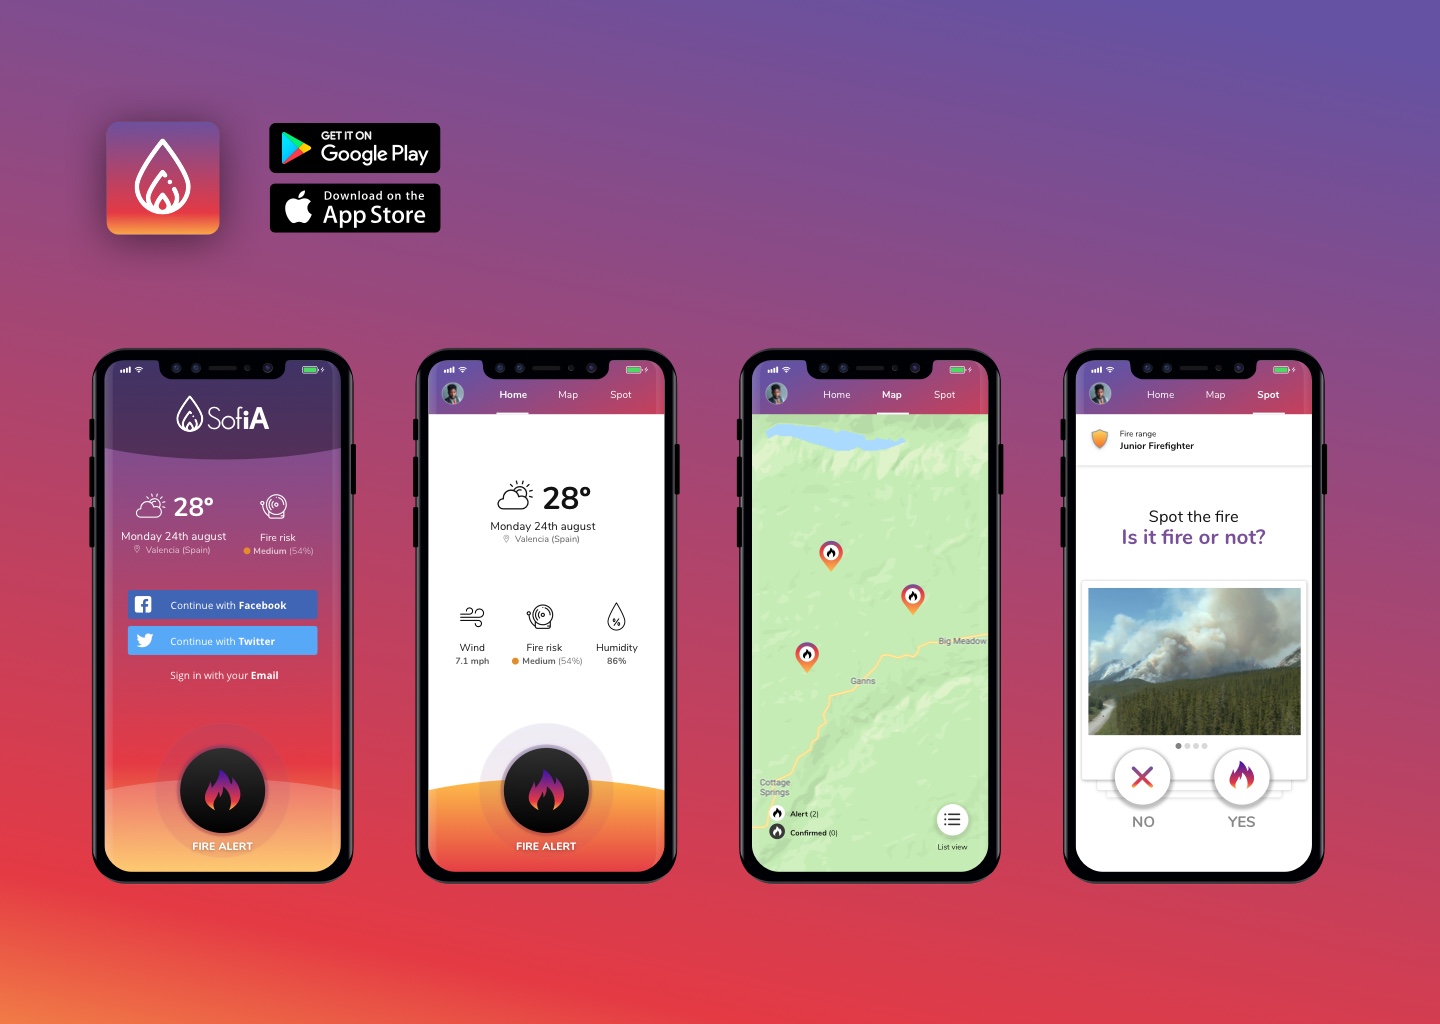 GET IT ON
Google Play
Download on the
App Store
SofiA
28º
Monday 24th august
Valencia (Spain)
Fire risk
Medium (54%)
Continue with Facebook
Continue with Twitter
Sign in with your Email
FIRE ALERT
Home Map Spot
28º
Monday 24th august
Valencia (Spain)
Wind
7.1 mph
Fire risk
Medium (54%)
Humidity
86%
%
FIRE ALERT
Home Map Spot
Big Meadow
Ganns
Cottage
Springs
Alert (2)
Confirmed (0)
List view
Home Map Spot
Fire range
Junior Firefighter
Spot the fire
Is it fire or not?
NO
YES